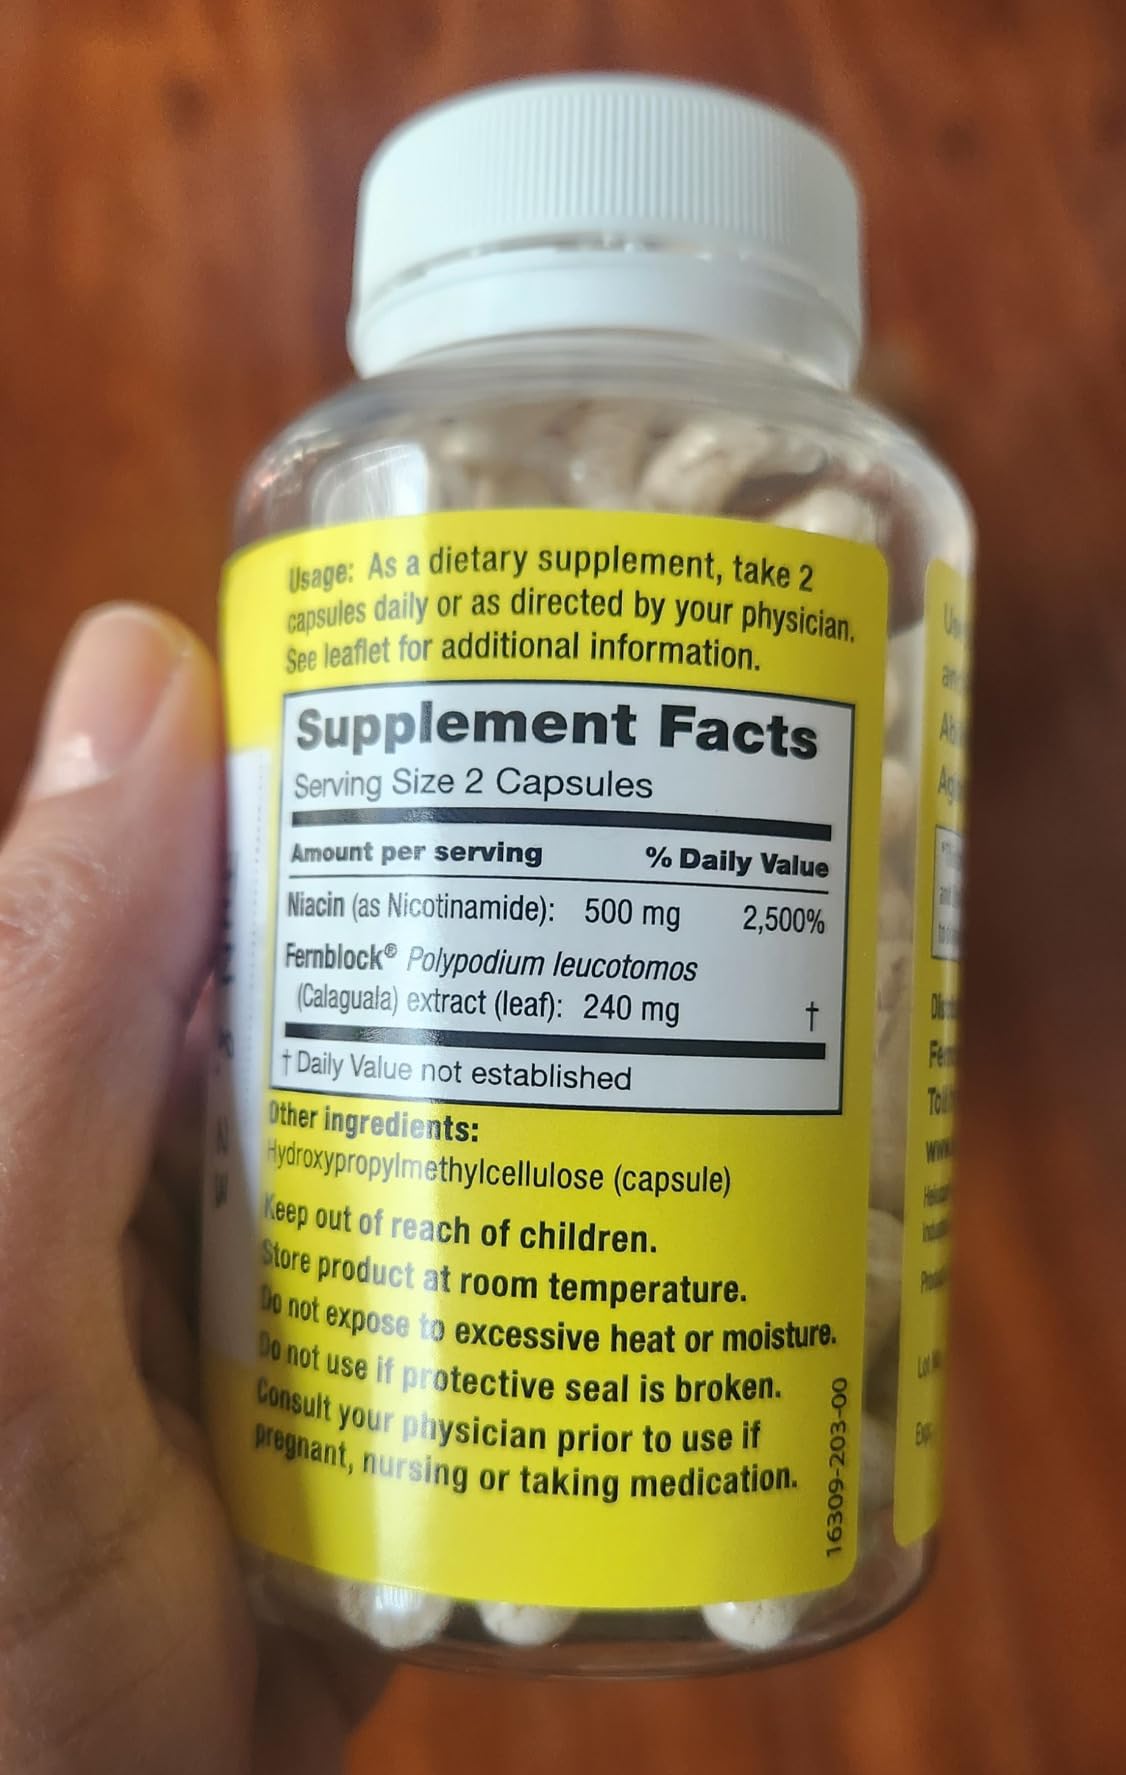 Usage: As a dietary supplement, take 2
capsules daily or as directed by your physician.
See leaflet for additional information.
Supplement Facts
Serving Size 2 Capsules
Amount per serving % Daily Value
Niacin (as Nicotinamide): 500 mg 2,500%
Fernblock® Polypodium leucotomos
(Calaguala) extract (leaf): 240 mg †
† Daily Value not established
Other ingredients:
Hydroxypropylmethylcellulose (capsule)
Keep out of reach of children.
Store product at room temperature.
Do not expose to excessive heat or moisture.
Do not use if protective seal is broken.
Consult your physician prior to use if
pregnant, nursing or taking medication.
16309-203-00